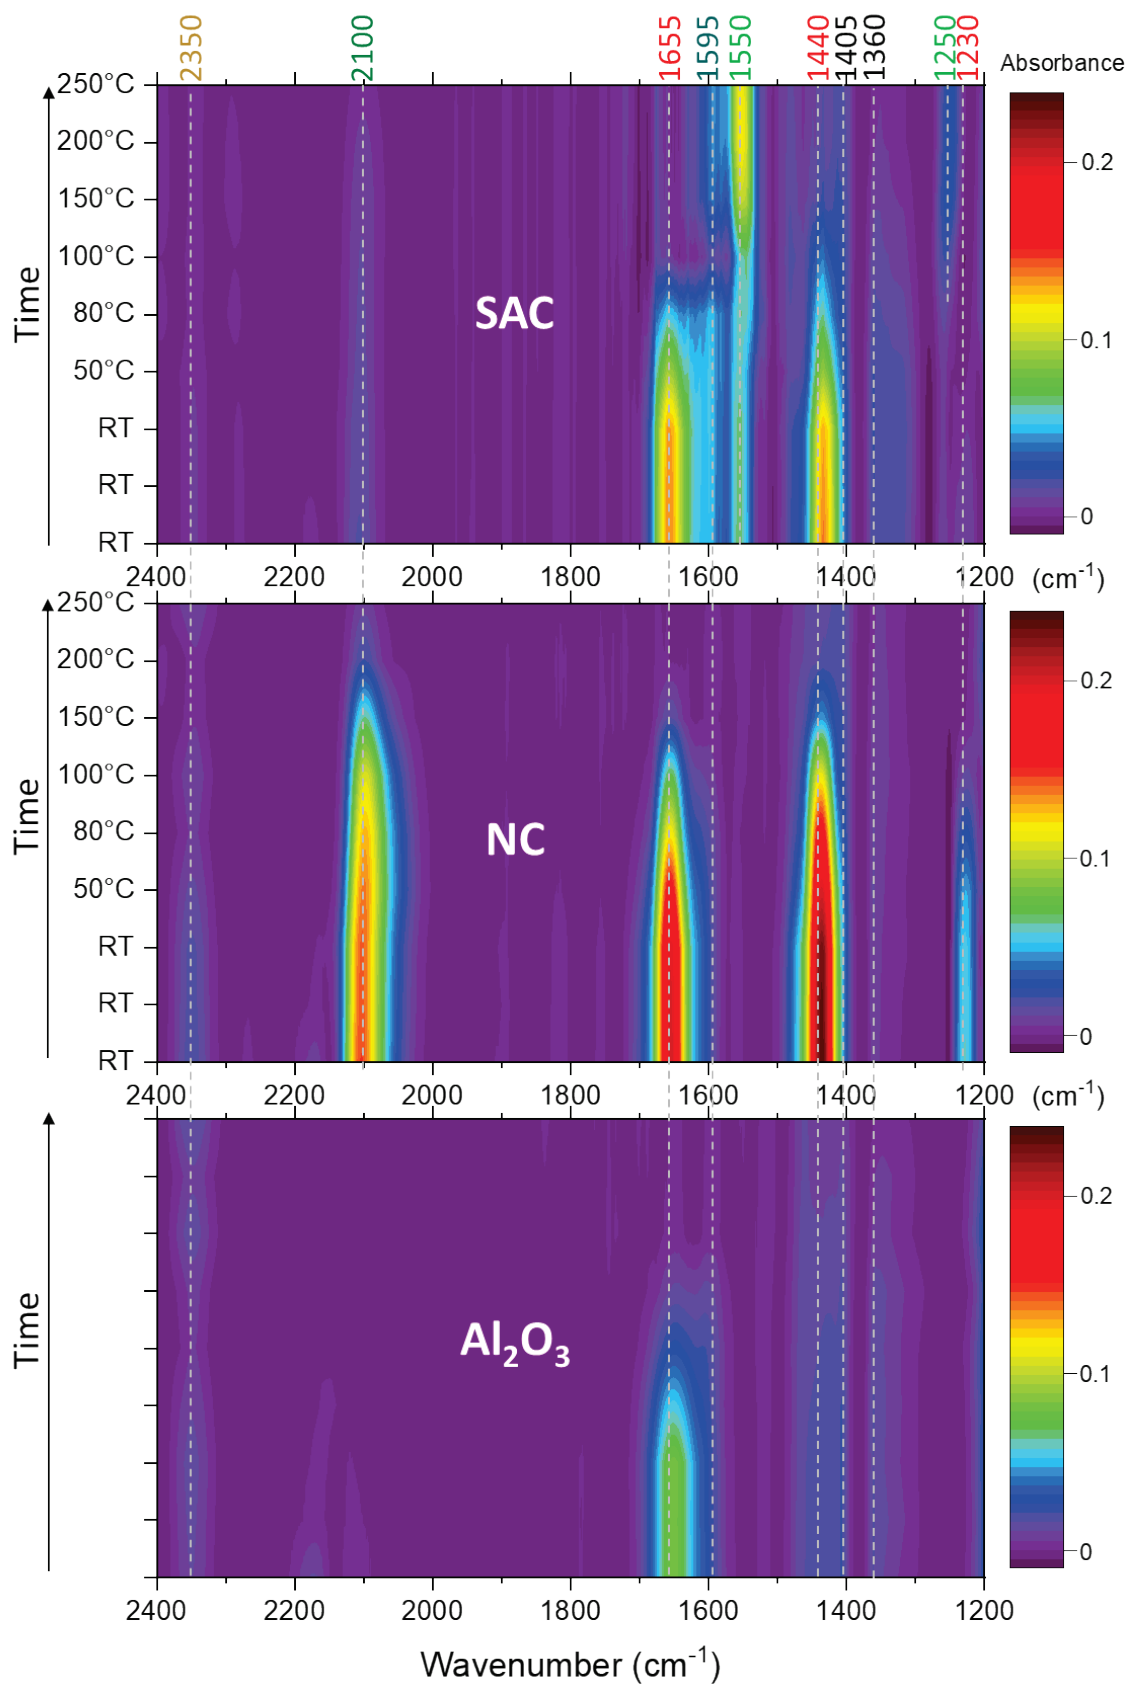 2350 2100 1655 1595 1550 1440 1405 1360 1250 1230
Absorbance
250°C
200°C
150°C
100°C
80°C
50°C
RT
RT
RT
Time
SAC
0.2
0.1
0
2400 2200 2000 1800 1600 1400 1200 (cm-1)
250°C
200°C
150°C
100°C
80°C
50°C
RT
RT
RT
Time
NC
0.2
0.1
0
2400 2200 2000 1800 1600 1400 1200 (cm-1)
Time
Al2O3
0.2
0.1
0
2400 2200 2000 1800 1600 1400 1200
Wavenumber (cm-1)